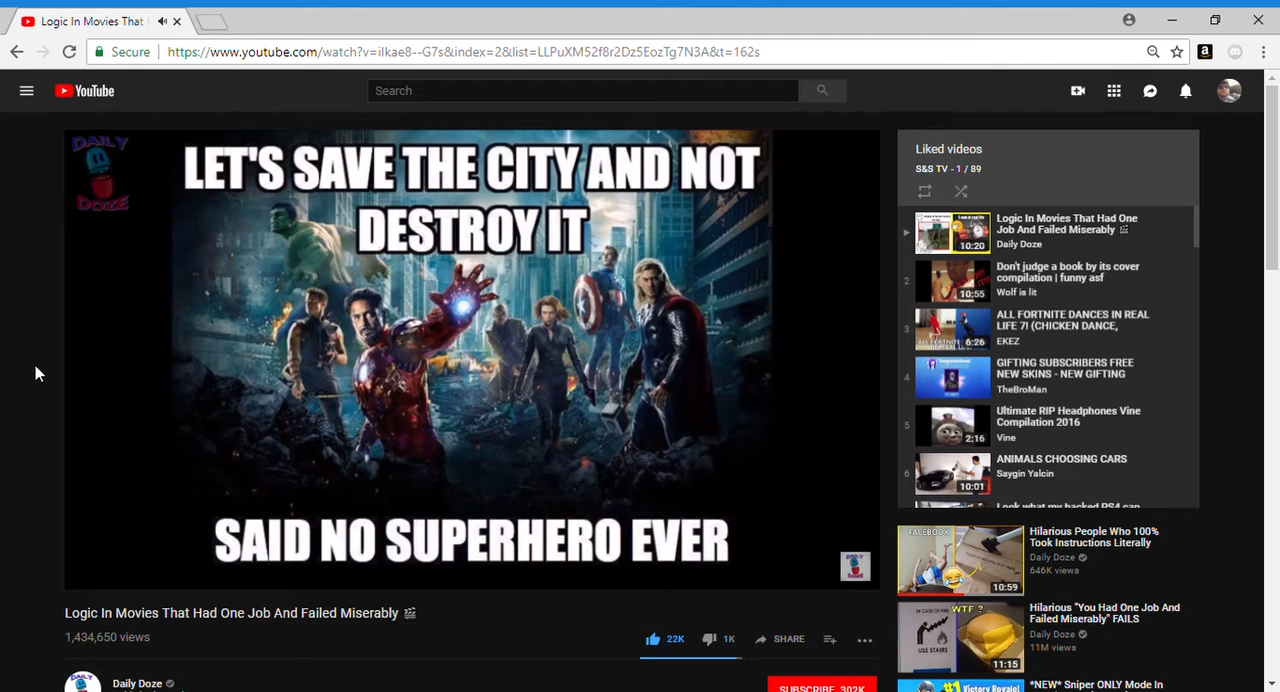 Logic In Movies That
Secure
https://www.youtube.com/watch?v=ilkae8--G7s&index=2&list=LLPuXM52f8r2Dz5EozTg7N3A&t=162s
YouTube
Search
DAILY
DOZE
LET'S SAVE THE CITY AND NOT
DESTROY IT
SAID NO SUPERHERO EVER
Logic In Movies That Had One Job And Failed Miserably
1,434,650 views
22K
1K
SHARE
Daily Doze
SUBSCRIBE 302K
Liked videos
S&S TV - 1 / 89
Logic In Movies That Had One
Job And Failed Miserably
Daily Doze
10:20
2
Don't judge a book by its cover
compilation | funny asf
Wolf is lit
10:55
3
ALL FORTNITE DANCES IN REAL
LIFE 7! (CHICKEN DANCE,
EKEZ
6:26
4
GIFTING SUBSCRIBERS FREE
NEW SKINS - NEW GIFTING
TheBroMan
5
Ultimate RIP Headphones Vine
Compilation 2016
Vine
2:16
6
ANIMALS CHOOSING CARS
Saygin Yalcin
10:01
Look what my hacked PS4 can
FACEBOOK
10:59
Hilarious People Who 100%
Took Instructions Literally
Daily Doze
646K views
IN CASE OF FIRE
USE
STAIRS
WTF ?
11:15
Hilarious "You Had One Job And
Failed Miserably" FAILS
Daily Doze
11M views
#1 Victory Royale!
*NEW* Sniper ONLY Mode In